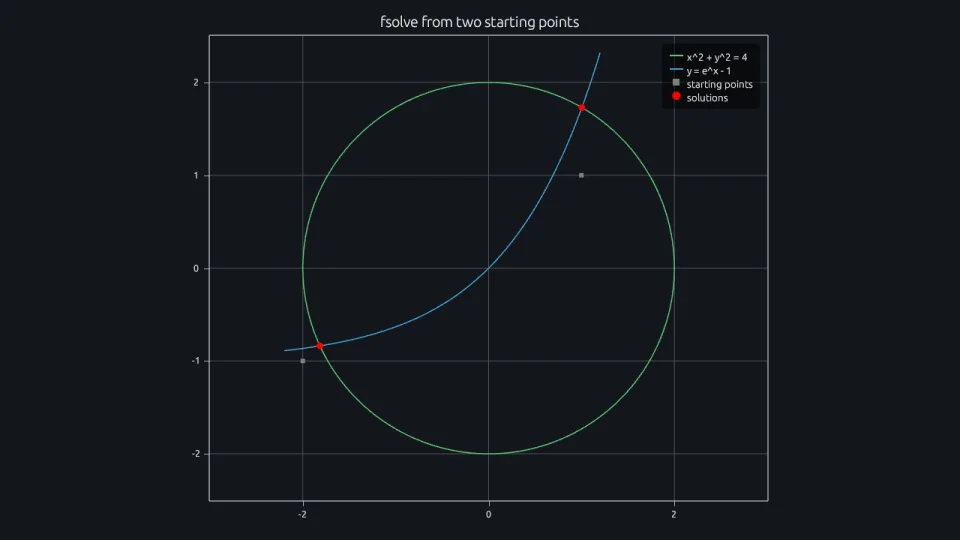 fsolve from two starting points
x^2 + y^2 = 4
y = e^x - 1
starting points
solutions
2
1
0
-1
-2
-2 0 2